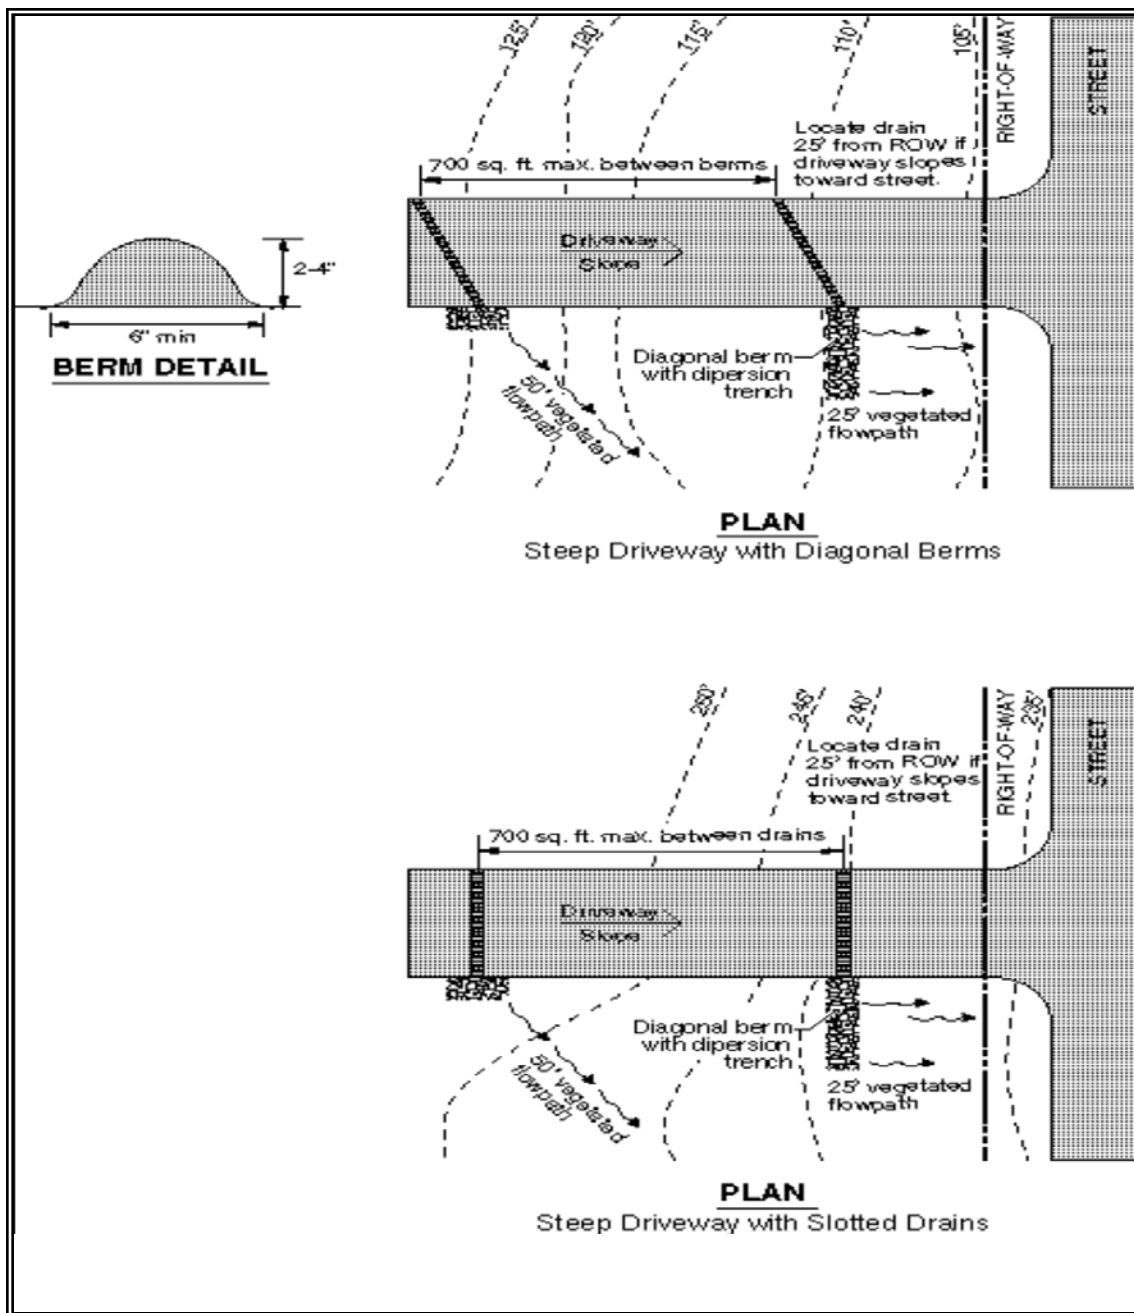 125'
120'
115'
110'
105'
RIGHT-OF-WAY
STREET
Locate drain
25' from ROW if
driveway slopes
toward street.
700 sq. ft. max. between berms
Driveway
Slope
2-4"
6" min
BERM DETAIL
Diagonal berm
with dipersion
trench
50' vegetated
flowpath
25' vegetated
flowpath
PLAN
Steep Driveway with Diagonal Berms
245'
240'
235'
RIGHT-OF-WAY
STREET
Locate drain
25' from ROW if
driveway slopes
toward street.
700 sq. ft. max. between drains
Driveway
Slope
Diagonal berm
with dipersion
trench
50' vegetated
flowpath
25' vegetated
flowpath
PLAN
Steep Driveway with Slotted Drains